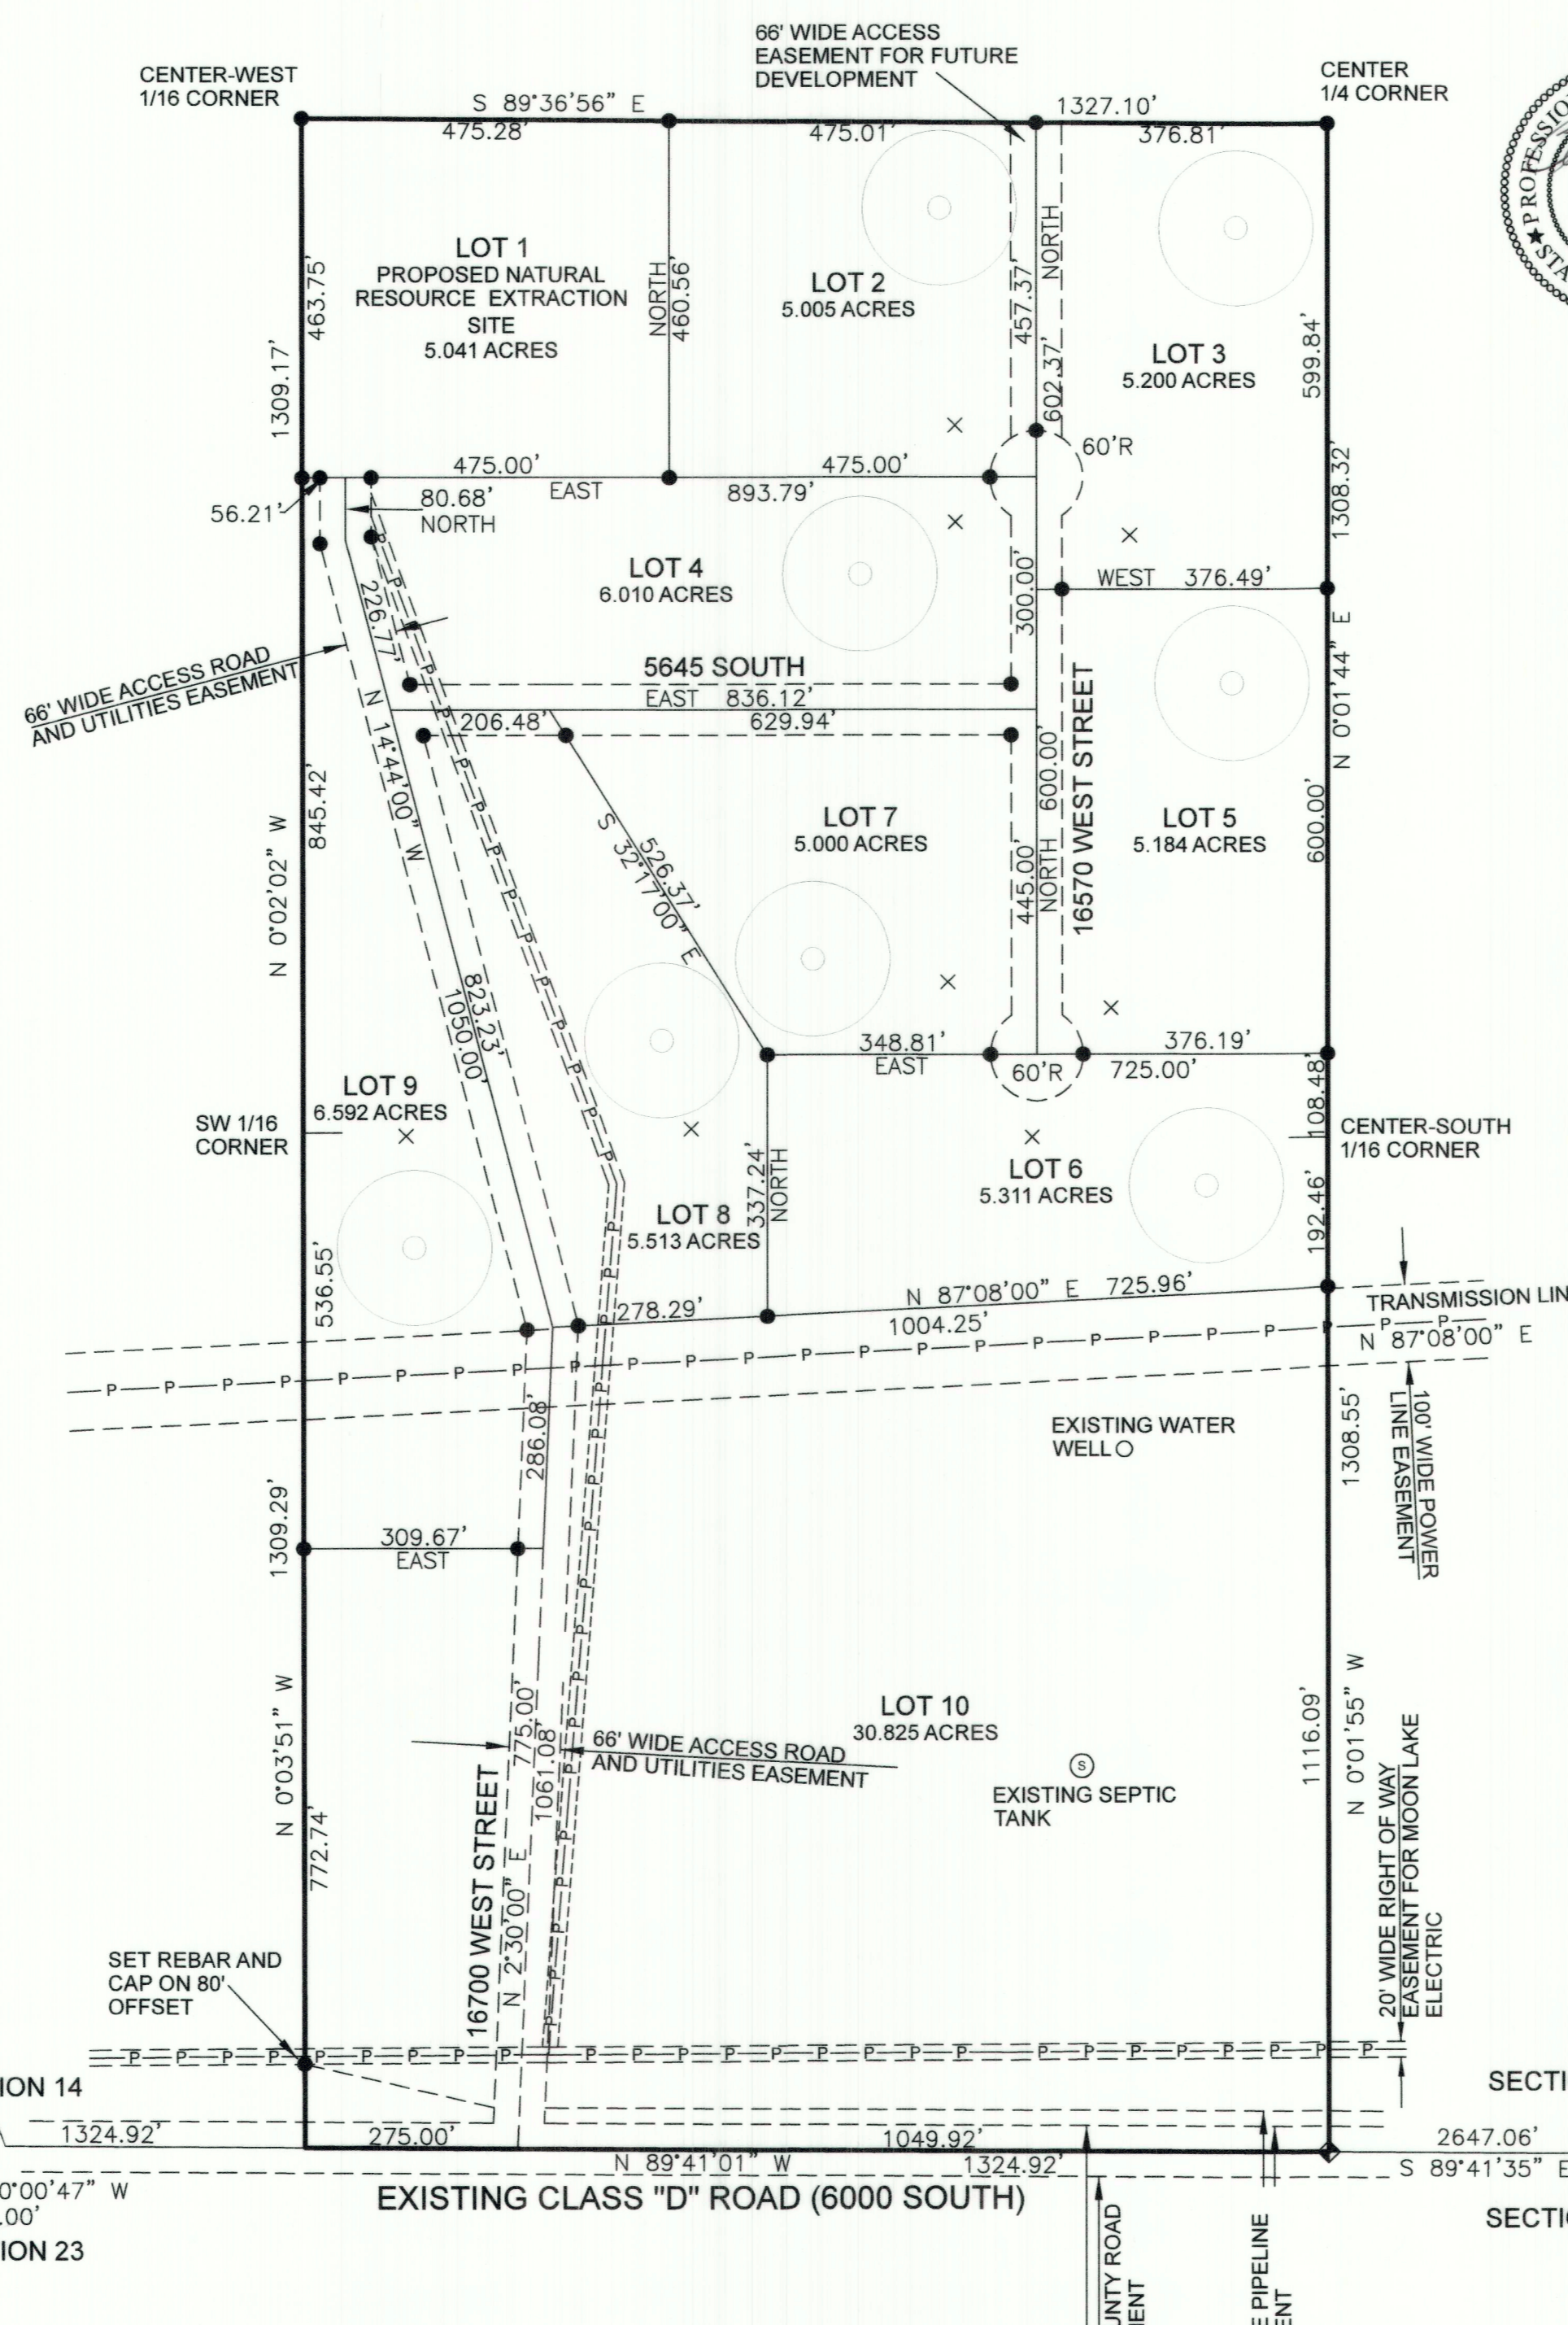 66' WIDE ACCESS
EASEMENT FOR FUTURE
DEVELOPMENT
CENTER-WEST
1/16 CORNER
CENTER
1/4 CORNER
S 89°36'56" E
475.28'
475.01'
1327.10'
376.81'
LOT 1
PROPOSED NATURAL
RESOURCE EXTRACTION
SITE
5.041 ACRES
463.75'
1309.17'
NORTH
460.56'
LOT 2
5.005 ACRES
457.37'
NORTH
602.37'
LOT 3
5.200 ACRES
599.84'
1308.32'
60'R
475.00'
EAST
475.00'
893.79'
56.21'
80.68'
NORTH
LOT 4
6.010 ACRES
300.00'
WEST 376.49'
226.77'
66' WIDE ACCESS ROAD
AND UTILITIES EASEMENT
5645 SOUTH
EAST 836.12'
206.48'
629.94'
N 0°01'44" E
N 14°44'00" W
845.42'
N 0°02'02" W
526.37'
S 32°17'00" E
LOT 7
5.000 ACRES
445.00'
NORTH 600.00'
16570 WEST STREET
LOT 5
5.184 ACRES
600.00'
823.23'
1050.00'
348.81'
EAST
60'R
376.19'
725.00'
108.48'
LOT 9
6.592 ACRES
SW 1/16
CORNER
CENTER-SOUTH
1/16 CORNER
LOT 6
5.311 ACRES
337.24'
NORTH
LOT 8
5.513 ACRES
192.46'
536.55'
278.29'
N 87°08'00" E 725.96'
1004.25'
TRANSMISSION LIN
N 87°08'00" E
P P P P P P P P P P P P P P P P P P P P P P P P
286.08'
EXISTING WATER
WELL
1308.55'
100' WIDE POWER
LINE EASEMENT
1309.29'
309.67'
EAST
N 0°03'51" W
772.74'
775.00'
1061.08'
16700 WEST STREET
N 2°30'00" E
66' WIDE ACCESS ROAD
AND UTILITIES EASEMENT
LOT 10
30.825 ACRES
S
EXISTING SEPTIC
TANK
1116.09'
N 0°01'55" W
20' WIDE RIGHT OF WAY
EASEMENT FOR MOON LAKE
ELECTRIC
SET REBAR AND
CAP ON 80'
OFFSET
P P P P P P P P P P P P P P P P P P P P P P P P P P P
ION 14
SECTI
1324.92'
275.00'
1049.92'
2647.06'
N 89°41'01" W
1324.92'
S 89°41'35" E
0°00'47" W
.00'
EXISTING CLASS "D" ROAD (6000 SOUTH)
ION 23
SECTI
UNTY ROAD
MENT
E PIPELINE
ENT
PROFESSIO
STA